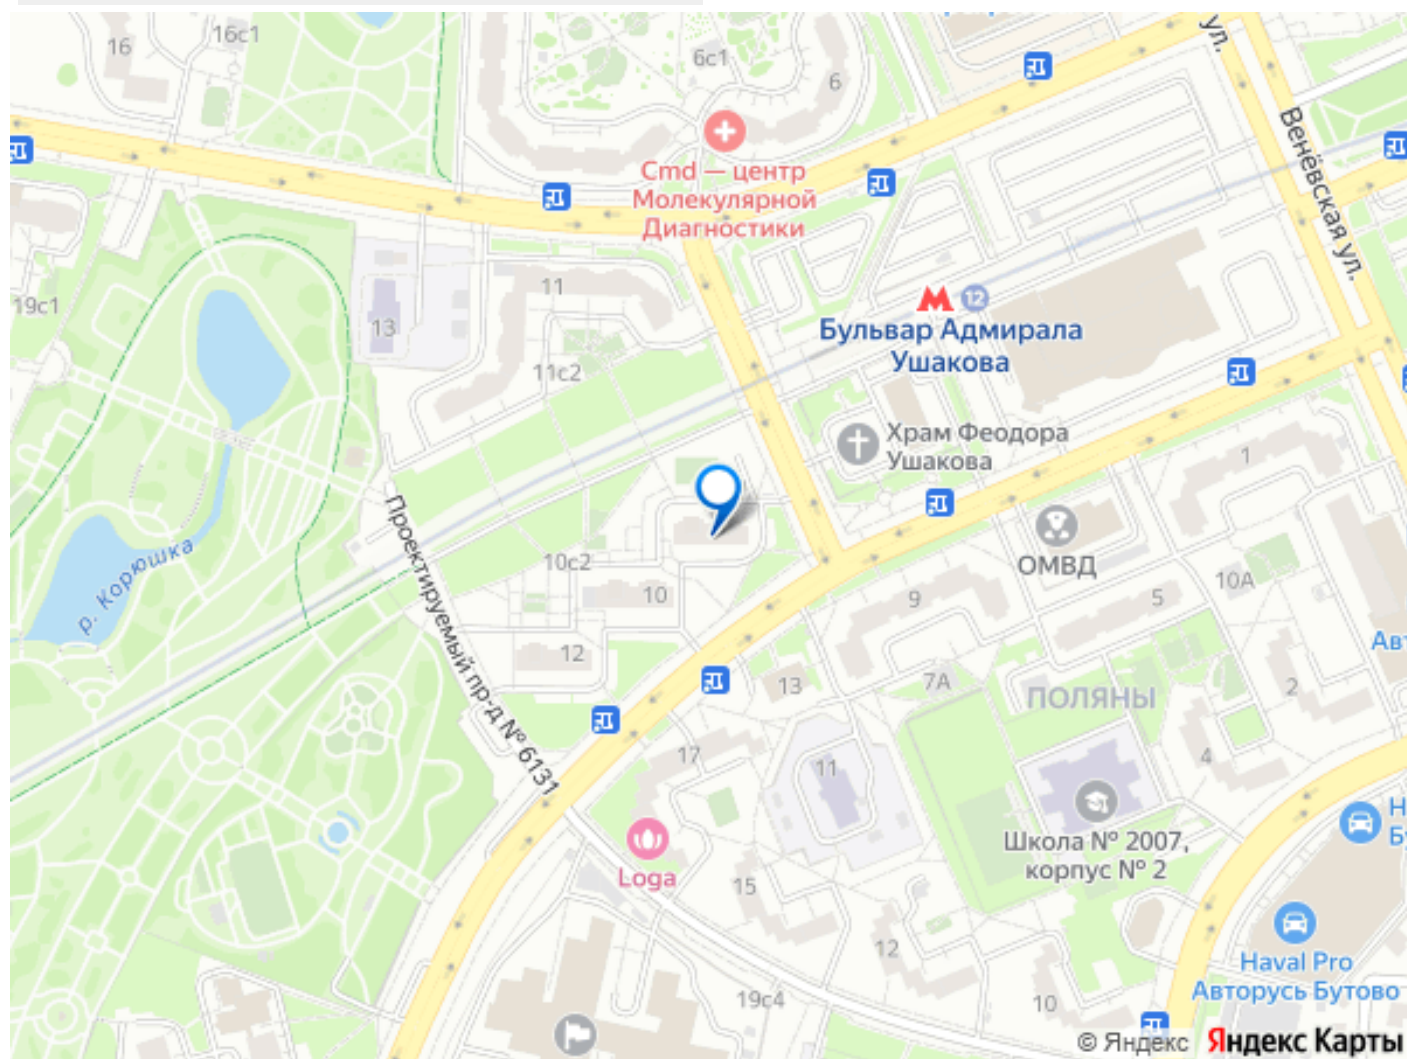 16
16с1
6с1
6
ул.
Венёвская ул.
Cmd — центр
Молекулярной
Диагностики
19с1
13
11
11с2
12
Бульвар Адмирала
Ушакова
Храм Феодора
Ушакова
1
р. Корюшка
Проектируемый пр-д № 6131
10с2
10
12
ОМВД
9
5
10А
Авт
13
7А
ПОЛЯНЫ
2
17
11
4
Школа № 2007,
корпус № 2
Н
Бу
Loga
15
12
Haval Pro
Авторусь Бутово
19с4
10
© Яндекс Яндекс Карты